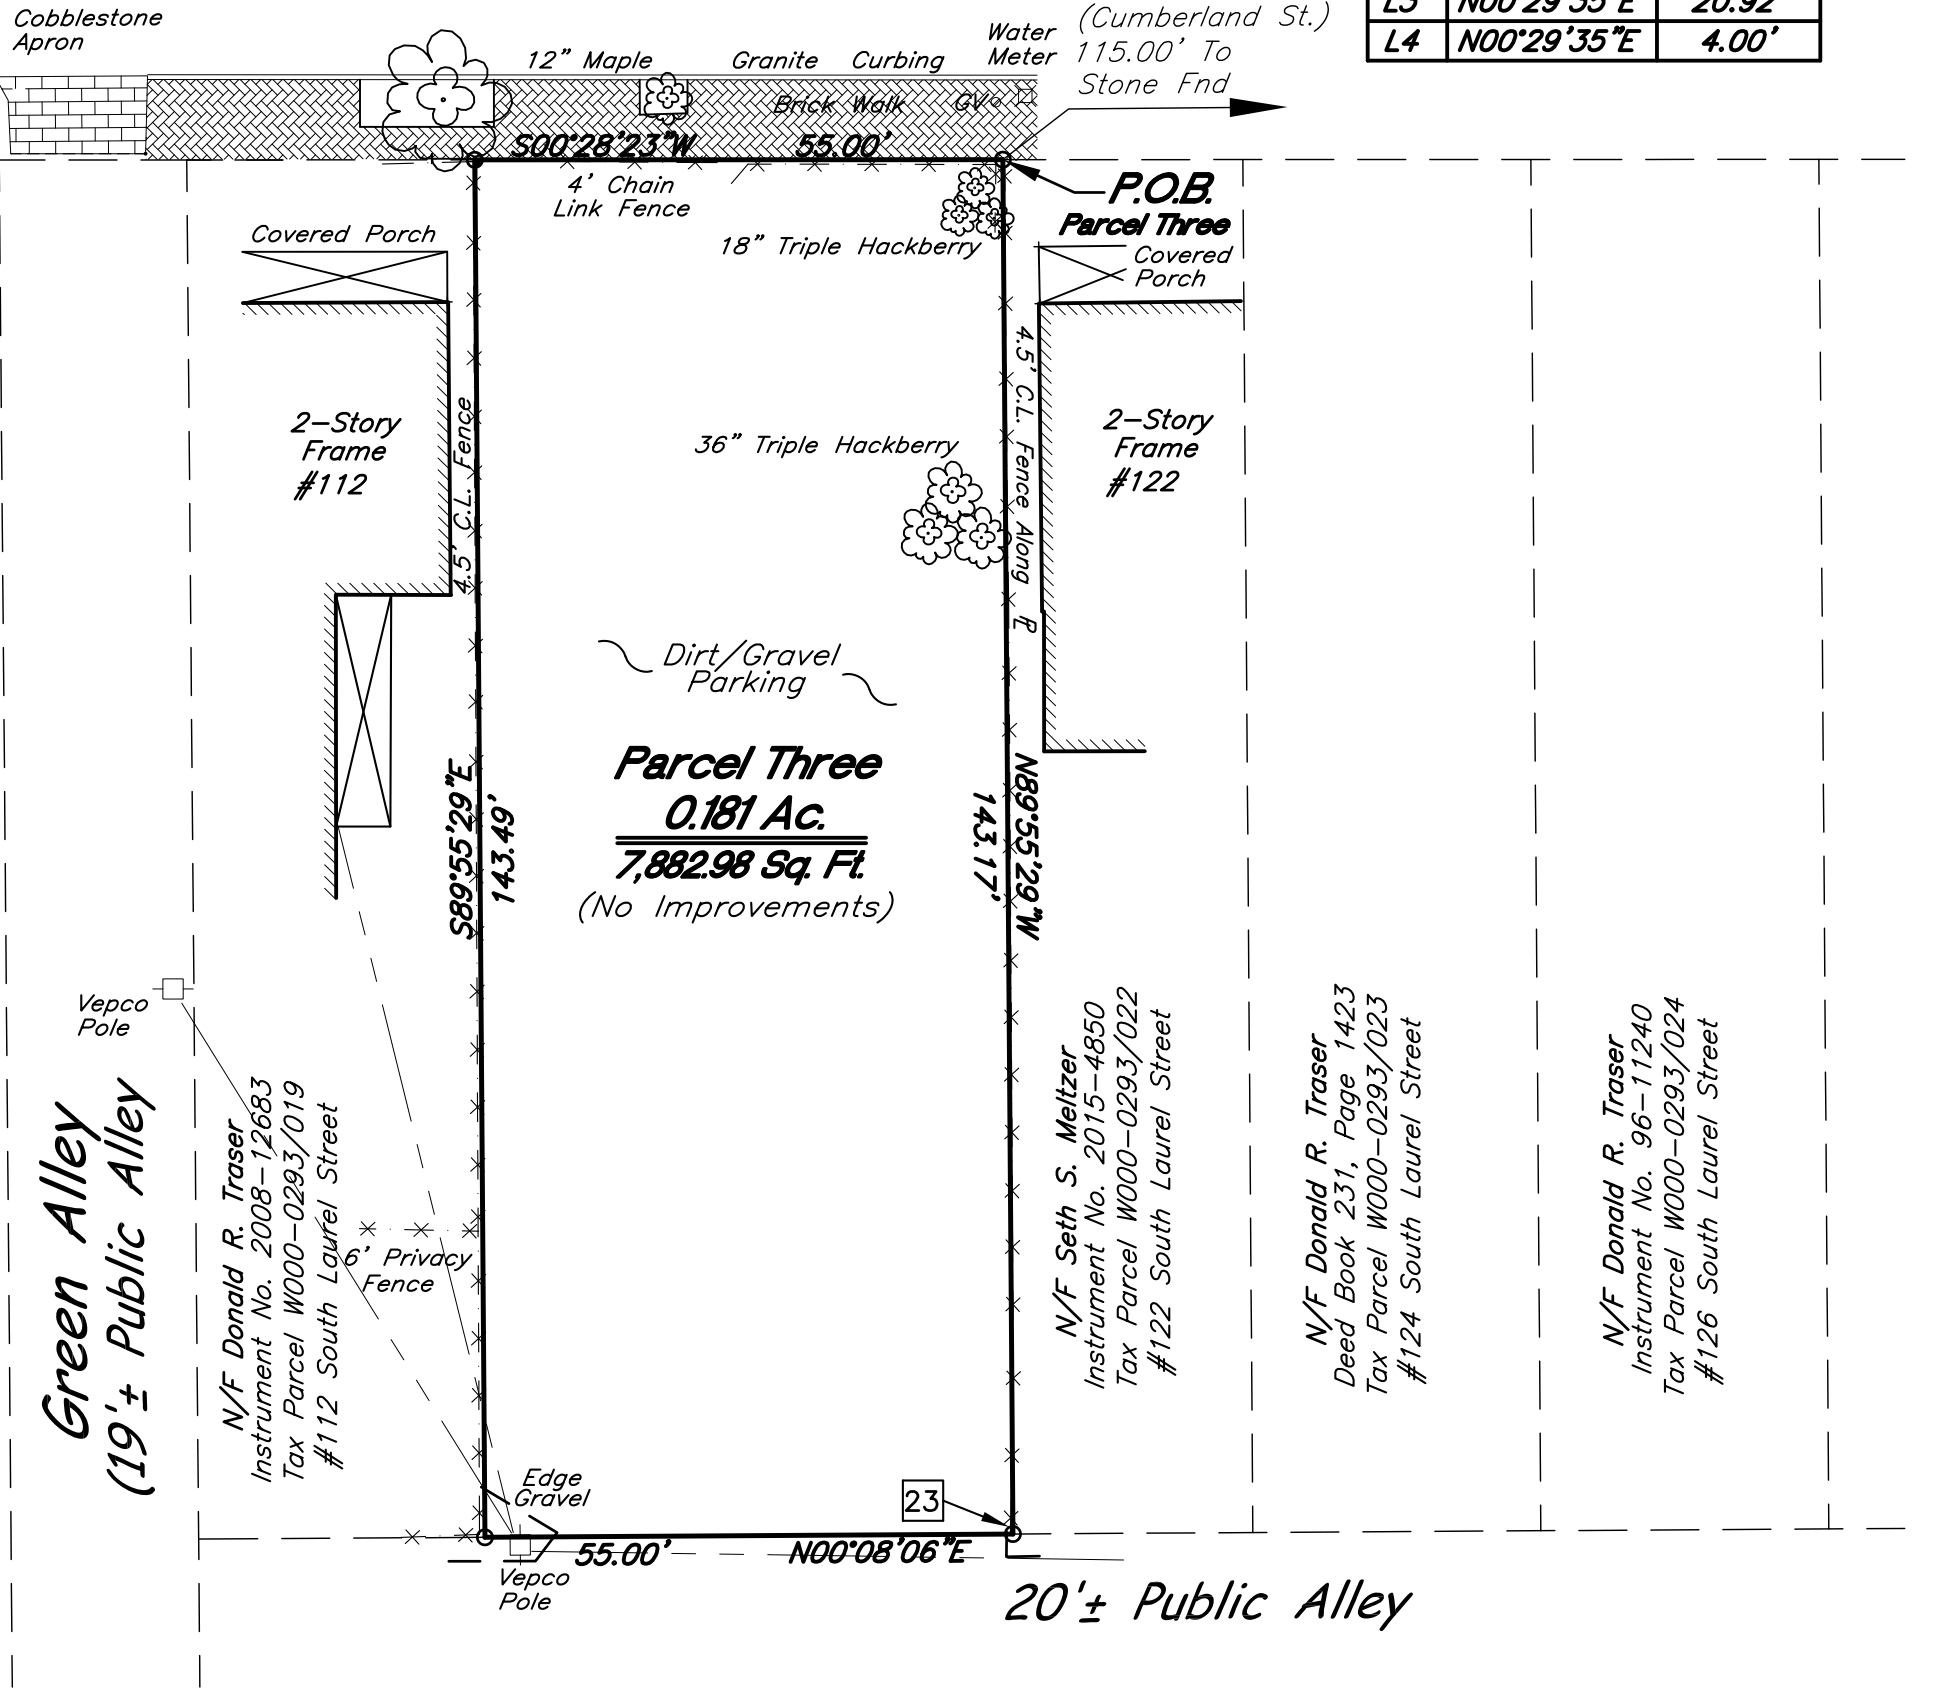 Cobblestone
Apron
12" Maple
Granite Curbing
Water
Meter
(Cumberland St.)
115.00' To
Stone Fnd
L3 N00°29'35"E 20.92'
L4 N00°29'35"E 4.00'
Brick Walk
GV
S00°28'23"W 55.00'
4' Chain
Link Fence
P.O.B.
Parcel Three
Covered Porch
18" Triple Hackberry
Covered
Porch
2-Story
Frame
#112
4.5' C.L. Fence
36" Triple Hackberry
4.5' C.L. Fence Along PL
2-Story
Frame
#122
Dirt/Gravel
Parking
Parcel Three
0.181 Ac.
7,882.98 Sq. Ft.
(No Improvements)
S89°55'29"E
143.49'
143.17'
N89°55'29"W
Vepco
Pole
Green Alley
(19'± Public Alley
N/F Donald R. Traser
Instrument No. 2008-12683
Tax Parcel W000-0293/019
#112 South Laurel Street
6' Privacy
Fence
N/F Seth S. Meltzer
Instrument No. 2015-4850
Tax Parcel W000-0293/022
#122 South Laurel Street
N/F Donald R. Traser
Deed Book 231, Page 1423
Tax Parcel W000-0293/023
#124 South Laurel Street
N/F Donald R. Traser
Instrument No. 96-11240
Tax Parcel W000-0293/024
#126 South Laurel Street
Edge
Gravel
23
55.00' N00°08'06"E
Vepco
Pole
20'± Public Alley